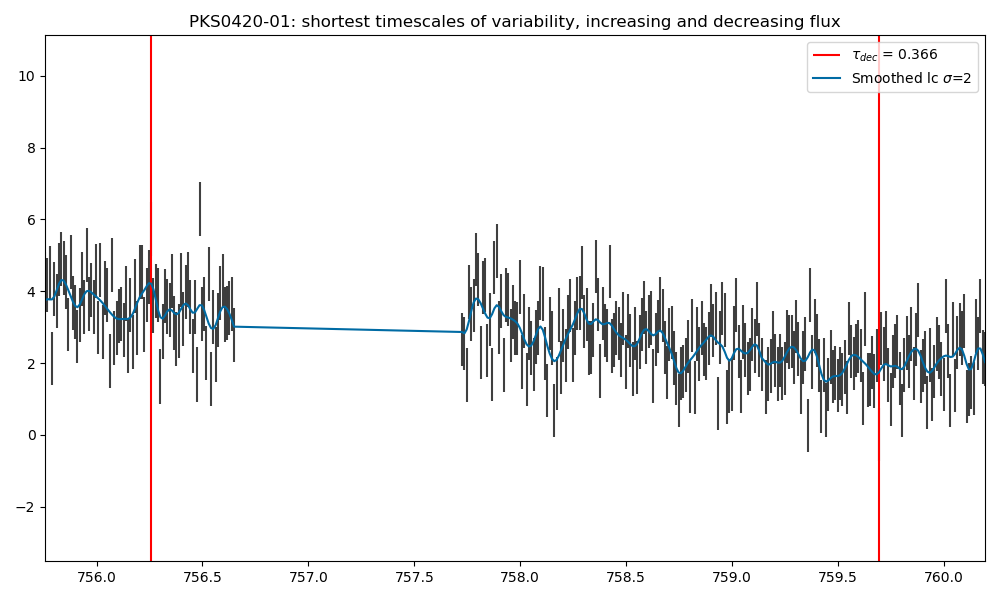 PKS0420-01: shortest timescales of variability, increasing and decreasing flux
τdec = 0.366
Smoothed lc σ=2
10
8
6
4
2
0
−2
756.0 756.5 757.0 757.5 758.0 758.5 759.0 759.5 760.0